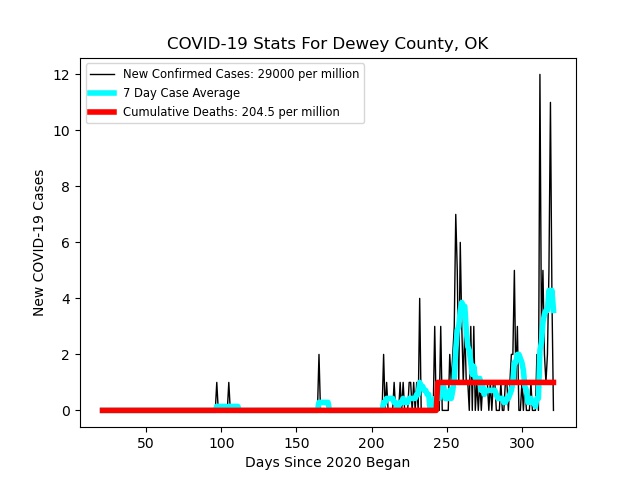 COVID-19 Stats For Dewey County, OK
New Confirmed Cases: 29000 per million
7 Day Case Average
Cumulative Deaths: 204.5 per million
New COVID-19 Cases
12
10
8
6
4
2
0
50 100 150 200 250 300
Days Since 2020 Began